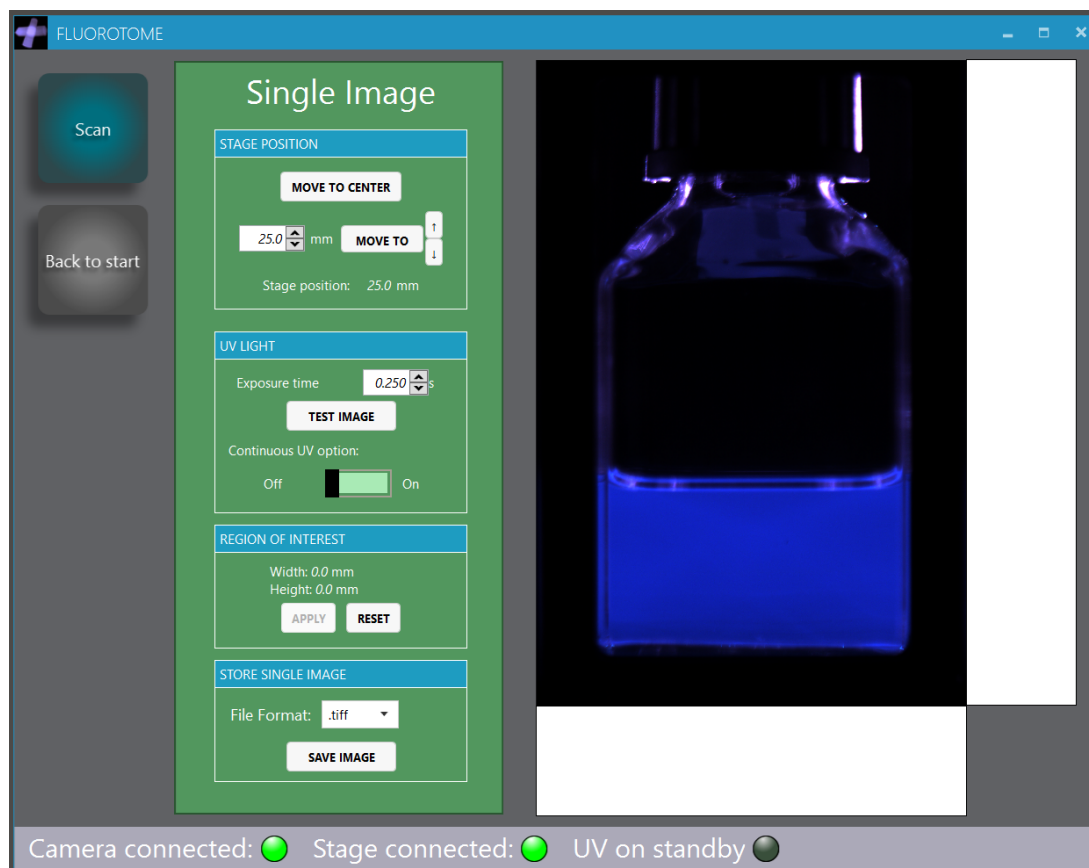 FLUOROTOME
Scan
Back to start
Single Image
STAGE POSITION
MOVE TO CENTER
25.0 mm MOVE TO ↑
↓
Stage position: 25.0 mm
UV LIGHT
Exposure time 0.250 s
TEST IMAGE
Continuous UV option:
Off On
REGION OF INTEREST
Width: 0.0 mm
Height: 0.0 mm
APPLY RESET
STORE SINGLE IMAGE
File Format: .tiff
SAVE IMAGE
Camera connected: Stage connected: UV on standby